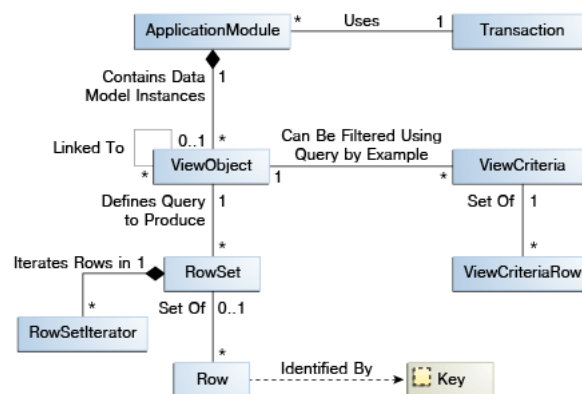 ApplicationModule
* Uses 1
Transaction
Contains Data
Model Instances
1
Linked To
0..1 *
*
ViewObject
Can Be Filtered Using
Query by Example
1 *
ViewCriteria
Defines Query
to Produce
1
*
Set Of 1
*
Iterates Rows in 1
RowSet
ViewCriteriaRow
*
RowSetIterator
Set Of 0..1
*
Row
Identified By
Key